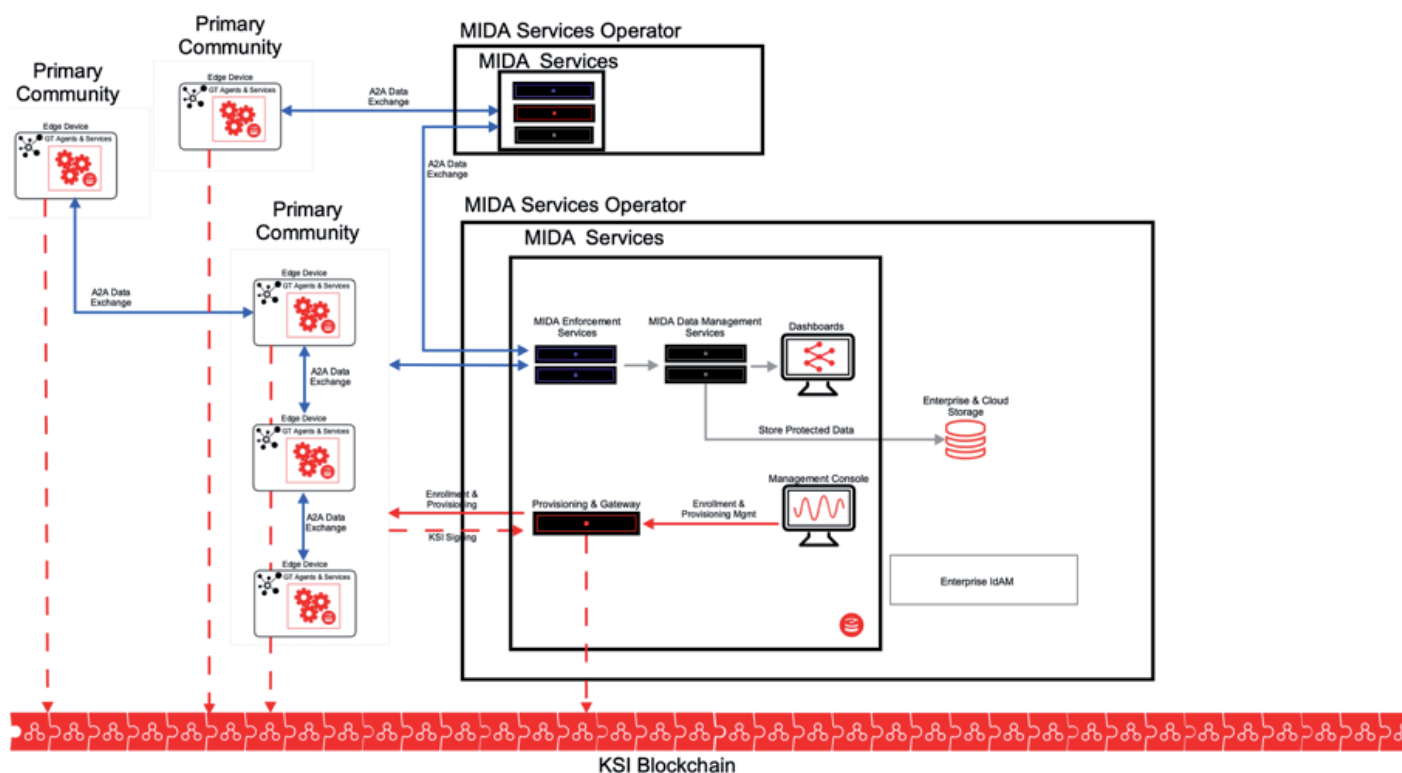 Primary
Community
Edge Device
GT Agents & Services
Primary
Community
Edge Device
GT Agents & Services
A2A Data
Exchange
MIDA Services Operator
MIDA Services
A2A Data
Exchange
A2A Data
Exchange
Primary
Community
Edge Device
GT Agents & Services
A2A Data
Exchange
Edge Device
GT Agents & Services
A2A Data
Exchange
Edge Device
GT Agents & Services
MIDA Services Operator
MIDA Services
MIDA Enforcement
Services
MIDA Data Management
Services
Dashboards
Enterprise & Cloud
Storage
Store Protected Data
Management Console
Enrollment &
Provisioning
KSI Signing
Provisioning & Gateway
Enrollment &
Provisioning Mgmt
Enterprise IdAM
KSI Blockchain